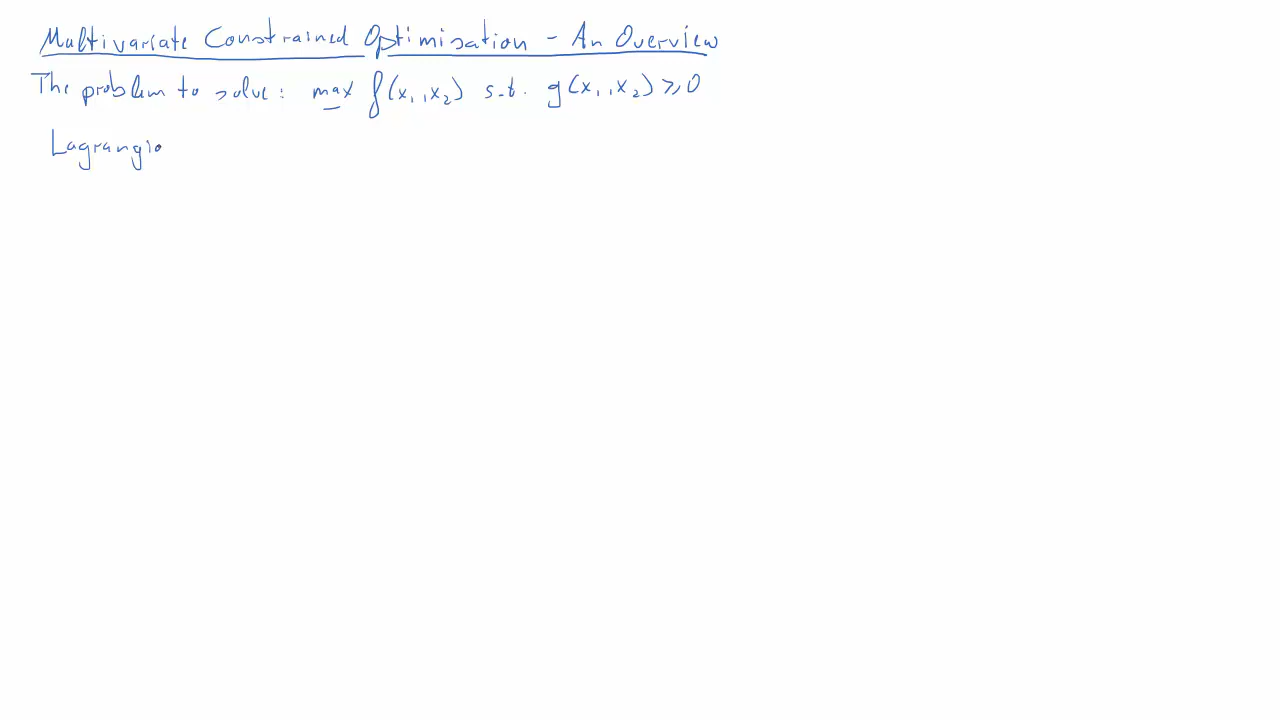 Multivariate Constrained Optimisation - An Overview
The problem to solve: max f(x₁,x₂) s.t. g(x₁,x₂) ⩾ 0
Lagrangia